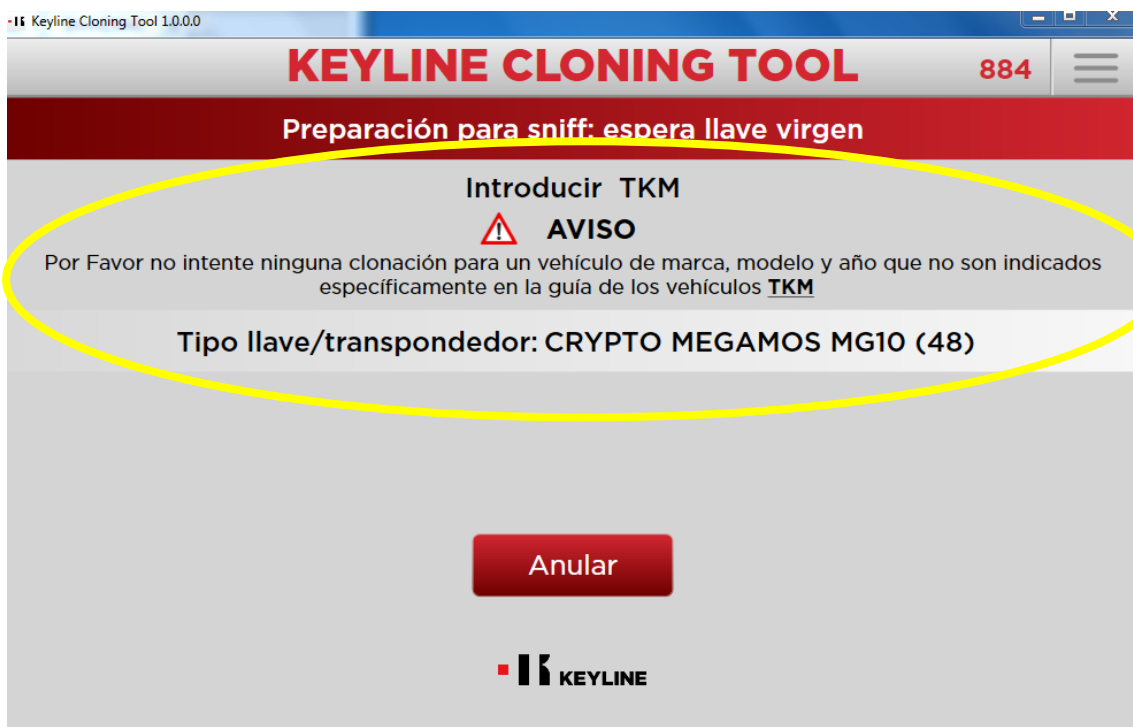 Keyline Cloning Tool 1.0.0.0
KEYLINE CLONING TOOL
884
Preparación para sniff: espera llave virgen
Introducir TKM
AVISO
Por Favor no intente ninguna clonación para un vehículo de marca, modelo y año que no son indicados
específicamente en la guía de los vehículos TKM
Tipo llave/transpondedor: CRYPTO MEGAMOS MG10 (48)
Anular
KEYLINE